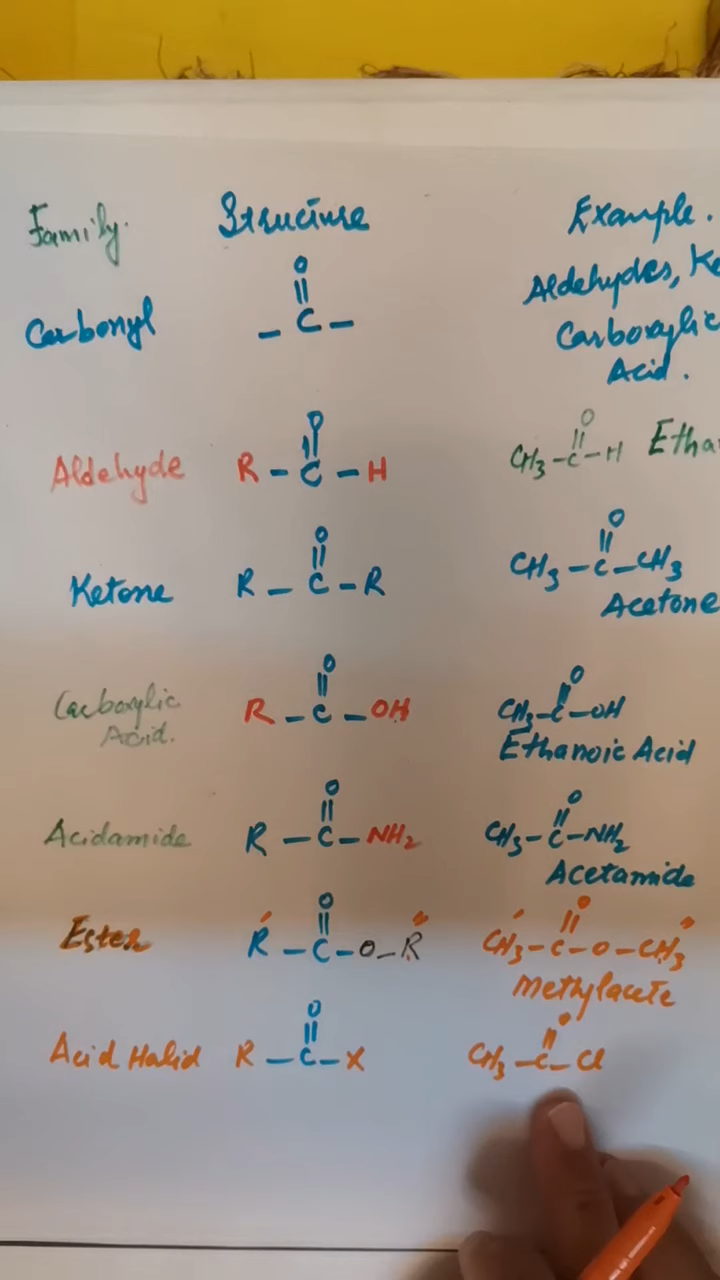 Family. Structure Example.
Carbonyl O || - C - Aldehydes, Ke
Carboxylic
Acid.
Aldehyde R - C - H O || CH3 - C - H O || Etha
Ketone R - C - R O || CH3 - C - CH3 O ||
Acetone
Carboxylic Acid. R - C - OH O || CH3 - C - OH O ||
Ethanoic Acid
Acidamide R - C - NH2 O || CH3 - C - NH2 O ||
Acetamide
Ester R' - C - O - R'' O || CH3' - C - O - CH3'' O ||
Methylacete
Acid Halid R - C - X O || CH3 - C - Cl O ||